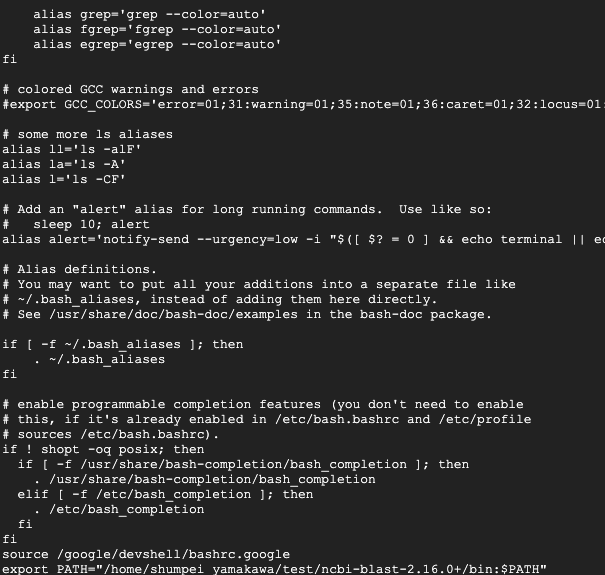 alias grep='grep --color=auto'
    alias fgrep='fgrep --color=auto'
    alias egrep='egrep --color=auto'
fi

# colored GCC warnings and errors
#export GCC_COLORS='error=01;31:warning=01;35:note=01;36:caret=01;32:locus=01:

# some more ls aliases
alias ll='ls -alF'
alias la='ls -A'
alias l='ls -CF'

# Add an "alert" alias for long running commands.  Use like so:
#   sleep 10; alert
alias alert='notify-send --urgency=low -i "$([ $? = 0 ] && echo terminal || ec

# Alias definitions.
# You may want to put all your additions into a separate file like
# ~/.bash_aliases, instead of adding them here directly.
# See /usr/share/doc/bash-doc/examples in the bash-doc package.

if [ -f ~/.bash_aliases ]; then
    . ~/.bash_aliases
fi

# enable programmable completion features (you don't need to enable
# this, if it's already enabled in /etc/bash.bashrc and /etc/profile
# sources /etc/bash.bashrc).
if ! shopt -oq posix; then
  if [ -f /usr/share/bash-completion/bash_completion ]; then
    . /usr/share/bash-completion/bash_completion
  elif [ -f /etc/bash_completion ]; then
    . /etc/bash_completion
  fi
fi
source /google/devshell/bashrc.google
export PATH="/home/shumpei_yamakawa/test/ncbi-blast-2.16.0+/bin:$PATH"